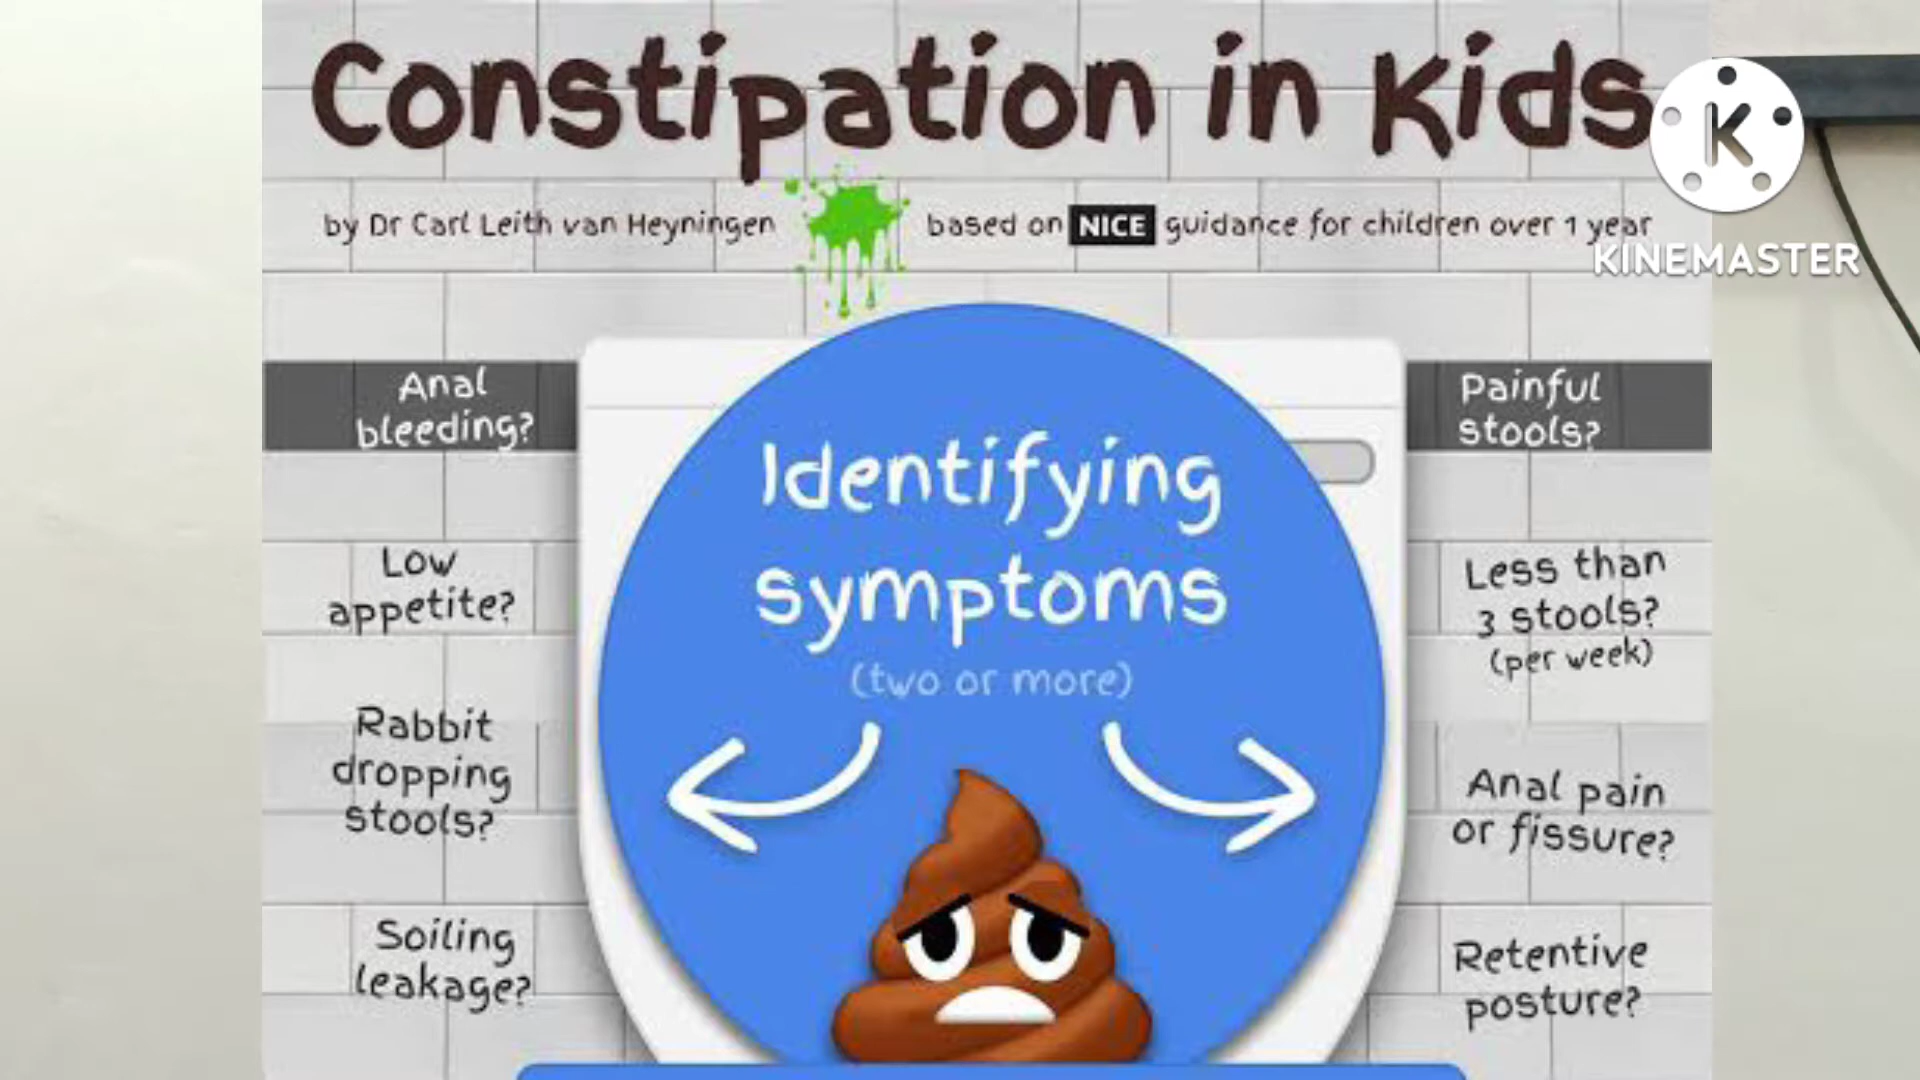 Constipation in Kids
by Dr Carl Leith van Heyningen
based on NICE guidance for children over 1 year
K
KINEMASTER
Anal
bleeding?
Low
appetite?
Rabbit
dropping
stools?
Soiling
leakage?
Identifying
symptoms
(two or more)
Painful
stools?
Less than
3 stools?
(per week)
Anal pain
or fissure?
Retentive
posture?